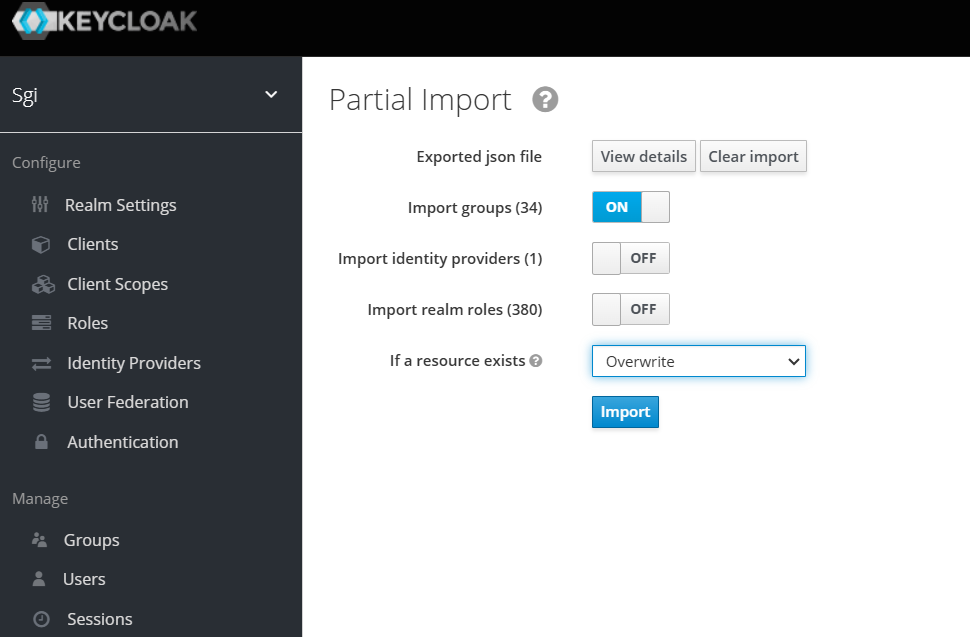 KEYCLOAK
Sgi
Configure
Realm Settings
Clients
Client Scopes
Roles
Identity Providers
User Federation
Authentication
Manage
Groups
Users
Sessions
Partial Import ?
Exported json file View details Clear import
Import groups (34) ON
Import identity providers (1) OFF
Import realm roles (380) OFF
If a resource exists ? Overwrite
Import